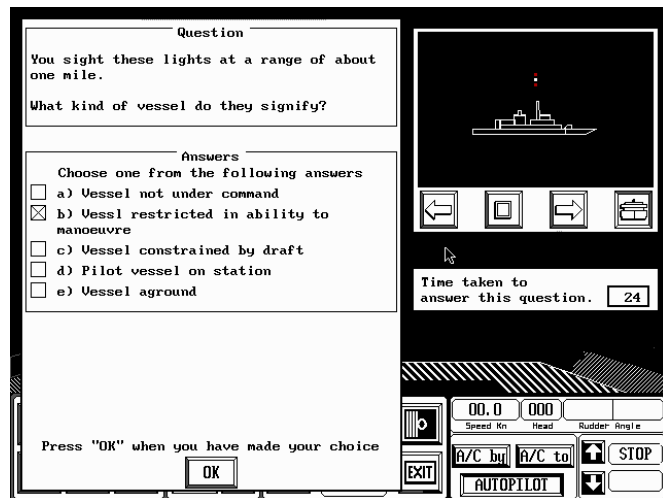 Question
You sight these lights at a range of about
one mile.
What kind of vessel do they signify?
Answers
Choose one from the following answers
a) Vessel not under command
b) Vessl restricted in ability to
manoeuvre
c) Vessel constrained by draft
d) Pilot vessel on station
e) Vessel aground
Press "OK" when you have made your choice
OK
Time taken to
answer this question. 24
00.0 000
Speed Kn Head Rudder Angle
A/C by A/C to STOP
EXIT
AUTOPILOT